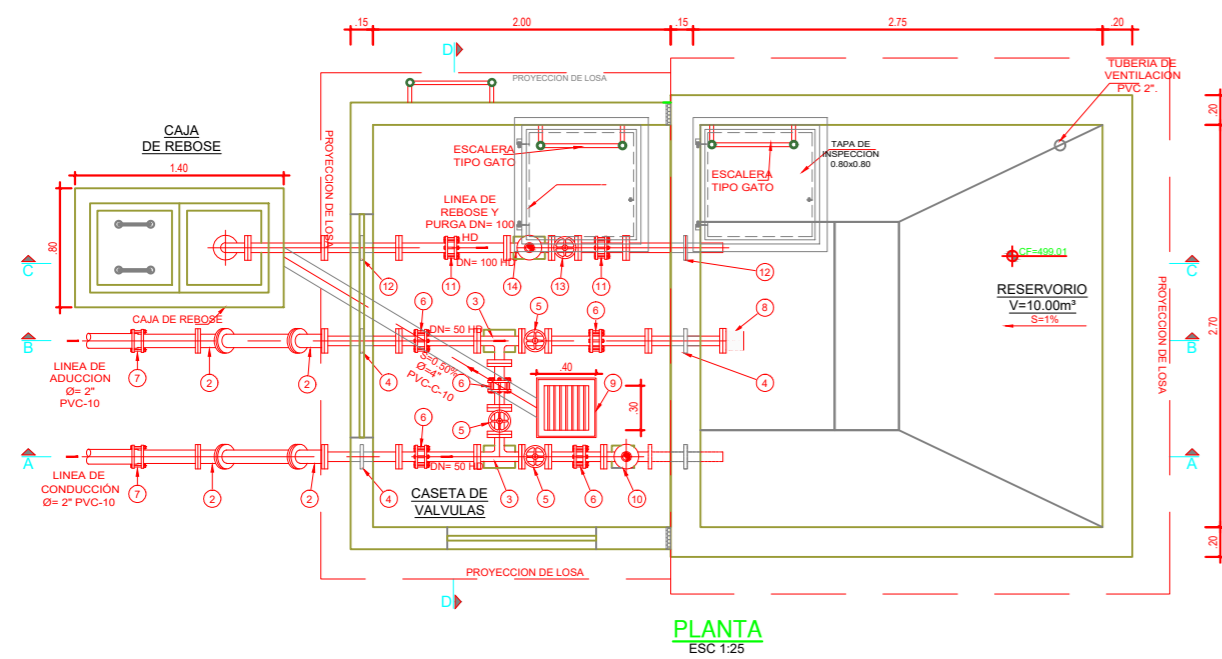 .15
2.00
.15
2.75
.20
D
PROYECCION DE LOSA
TUBERIA DE
VENTILACION
PVC 2".
CAJA
DE REBOSE
1.40
PROYECCION DE LOSA
ESCALERA
TIPO GATO
ESCALERA
TIPO GATO
TAPA DE
INSPECCION
0.80x0.80
.20
.80
LINEA DE
REBOSE Y
PURGA DN= 100
HD
DN= 100 HD
C
12
11
14
13
11
12
CF=499.01
C
RESERVORIO
V=10.00m³
S=1%
PROYECCION DE LOSA
2.70
CAJA DE REBOSE
6
DN= 50 HD
3
5
6
8
B
B
LINEA DE
ADUCCION
Ø= 2"
PVC-10
7
2
2
4
S=0.50%
Ø=4"
PVC-C-10
6
.40
9
.30
4
5
6
A
DN= 50 HD
A
LINEA DE
CONDUCCIÓN
Ø= 2" PVC-10
7
2
2
4
CASETA DE
VALVULAS
3
5
6
10
.20
PROYECCION DE LOSA
D
PLANTA
ESC 1:25